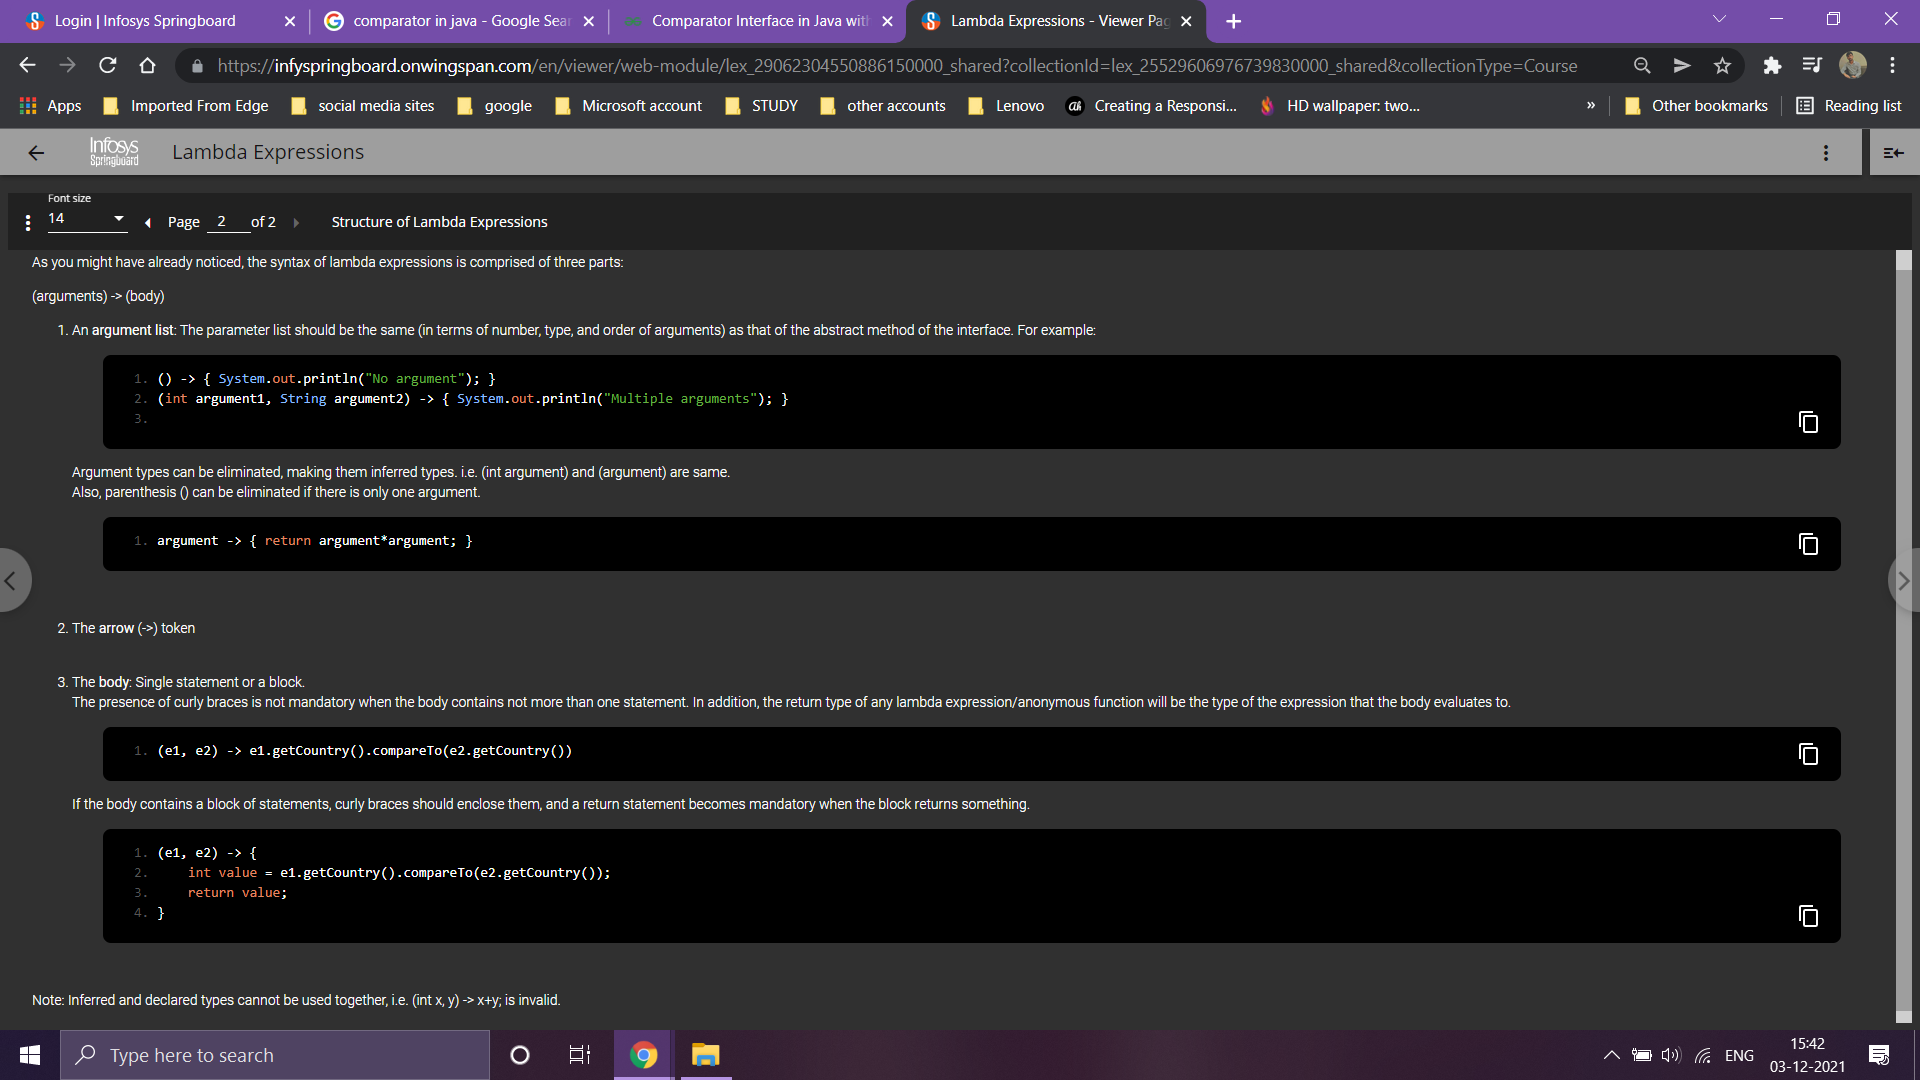 Login | Infosys Springboard
comparator in java - Google Sear
Comparator Interface in Java with
Lambda Expressions - Viewer Pag
https://infyspringboard.onwingspan.com/en/viewer/web-module/lex_29062304550886150000_shared?collectionId=lex_25529606976739830000_shared&collectionType=Course
Apps Imported From Edge social media sites google Microsoft account STUDY other accounts Lenovo Creating a Responsi... HD wallpaper: two... » Other bookmarks Reading list
Infosys Springboard Lambda Expressions
Font size
14 Page 2 of 2 Structure of Lambda Expressions
As you might have already noticed, the syntax of lambda expressions is comprised of three parts:
(arguments) -> (body)
1. An argument list: The parameter list should be the same (in terms of number, type, and order of arguments) as that of the abstract method of the interface. For example:
1. () -> { System.out.println("No argument"); }
2. (int argument1, String argument2) -> { System.out.println("Multiple arguments"); }
3.
Argument types can be eliminated, making them inferred types. i.e. (int argument) and (argument) are same.
Also, parenthesis () can be eliminated if there is only one argument.
1. argument -> { return argument*argument; }
2. The arrow (->) token
3. The body: Single statement or a block.
The presence of curly braces is not mandatory when the body contains not more than one statement. In addition, the return type of any lambda expression/anonymous function will be the type of the expression that the body evaluates to.
1. (e1, e2) -> e1.getCountry().compareTo(e2.getCountry())
If the body contains a block of statements, curly braces should enclose them, and a return statement becomes mandatory when the block returns something.
1. (e1, e2) -> {
2. int value = e1.getCountry().compareTo(e2.getCountry());
3. return value;
4. }
Note: Inferred and declared types cannot be used together, i.e. (int x, y) -> x+y; is invalid.
Type here to search
ENG
15:42
03-12-2021